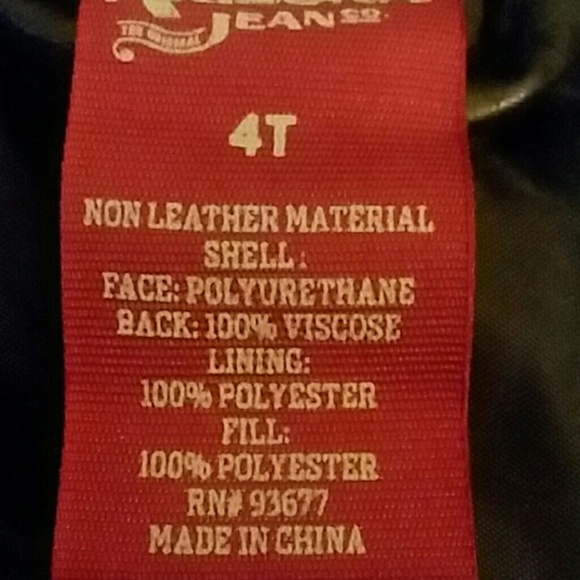 JEANS CO.
THE ORIGINAL
4T
NON LEATHER MATERIAL
SHELL:
FACE: POLYURETHANE
BACK: 100% VISCOSE
LINING:
100% POLYESTER
FILL:
100% POLYESTER
RN# 93677
MADE IN CHINA